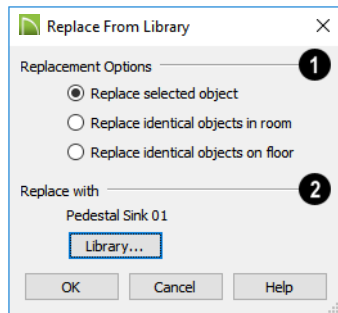 Replace From Library
Replacement Options 1
Replace selected object
Replace identical objects in room
Replace identical objects on floor
Replace with 2
Pedestal Sink 01
Library...
OK Cancel Help